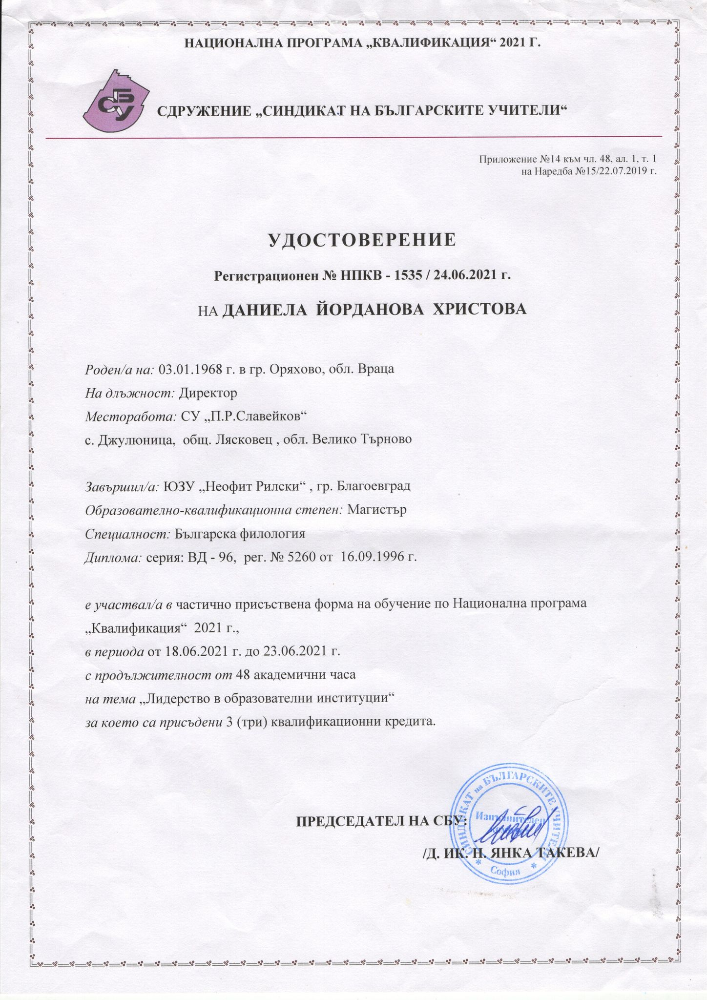 НАЦИОНАЛНА ПРОГРАМА „КВАЛИФИКАЦИЯ“ 2021 Г.
СБУ
СДРУЖЕНИЕ „СИНДИКАТ НА БЪЛГАРСКИТЕ УЧИТЕЛИ“
Приложение №14 към чл. 48, ал. 1, т. 1
на Наредба №15/22.07.2019 г.
УДОСТОВЕРЕНИЕ
Регистрационен № НПКВ - 1535 / 24.06.2021 г.
НА ДАНИЕЛА ЙОРДАНОВА ХРИСТОВА
Роден/а на: 03.01.1968 г. в гр. Оряхово, обл. Враца
На длъжност: Директор
Месторабота: СУ „П.Р.Славейков“
с. Джулюница, общ. Лясковец , обл. Велико Търново
Завършил/а: ЮЗУ „Неофит Рилски“ , гр. Благоевград
Образователно-квалификационна степен: Магистър
Специалност: Българска филология
Диплома: серия: ВД - 96, рег. № 5260 от 16.09.1996 г.
е участвал/а в частично присъствена форма на обучение по Национална програма
„Квалификация“ 2021 г.,
в периода от 18.06.2021 г. до 23.06.2021 г.
с продължителност от 48 академични часа
на тема „Лидерство в образователни институции“
за което са присъдени 3 (три) квалификационни кредита.
ПРЕДСЕДАТЕЛ НА СБУ:
/Д. ИК. Н. ЯНКА ТАКЕВА/
СИНДИКАТ на БЪЛГАРСКИТЕ УЧИТЕЛИ
Изпълнителен
* София *